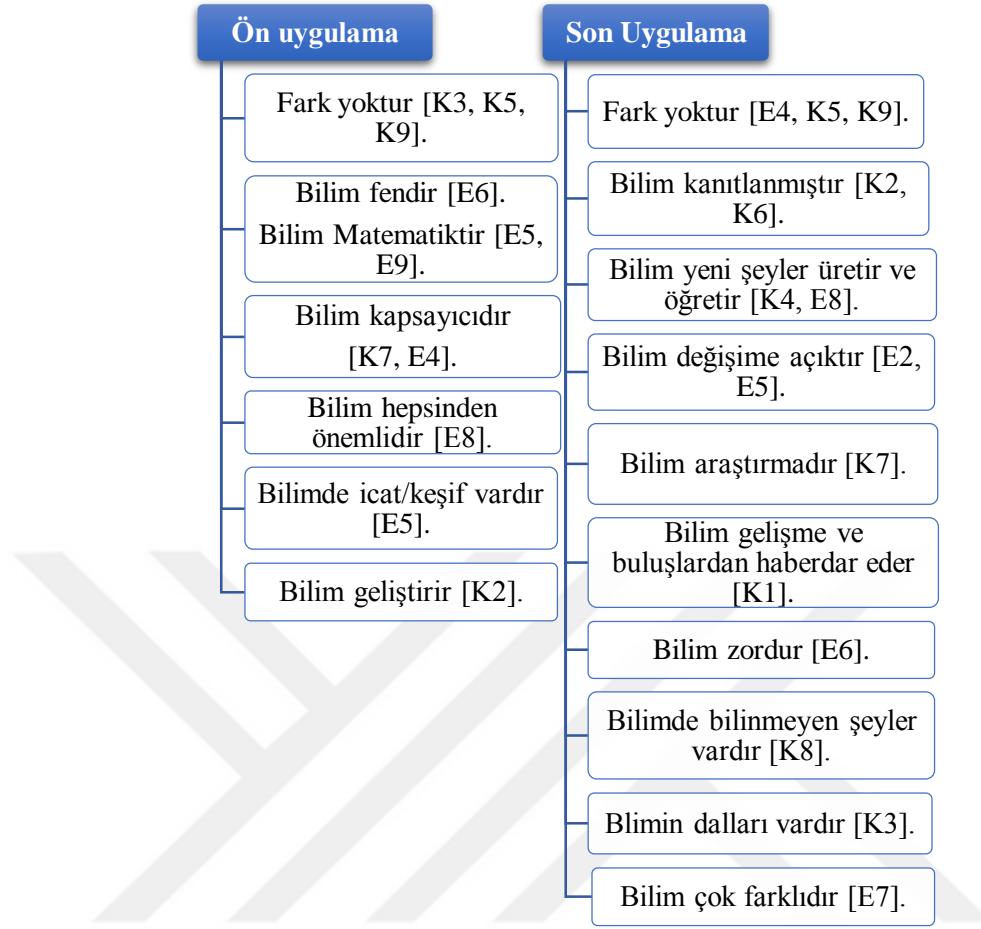 Ön uygulama
Fark yoktur [K3, K5,
K9].
Bilim fendir [E6].
Bilim Matematiktir [E5,
E9].
Bilim kapsayıcıdır
[K7, E4].
Bilim hepsinden
önemlidir [E8].
Bilimde icat/keşif vardır
[E5].
Bilim geliştirir [K2].
Son Uygulama
Fark yoktur [E4, K5, K9].
Bilim kanıtlanmıştır [K2,
K6].
Bilim yeni şeyler üretir ve
öğretir [K4, E8].
Bilim değişime açıktır [E2,
E5].
Bilim araştırmadır [K7].
Bilim gelişme ve
buluşlardan haberdar eder
[K1].
Bilim zordur [E6].
Bilimde bilinmeyen şeyler
vardır [K8].
Blimin dalları vardır [K3].
Bilim çok farklıdır [E7].